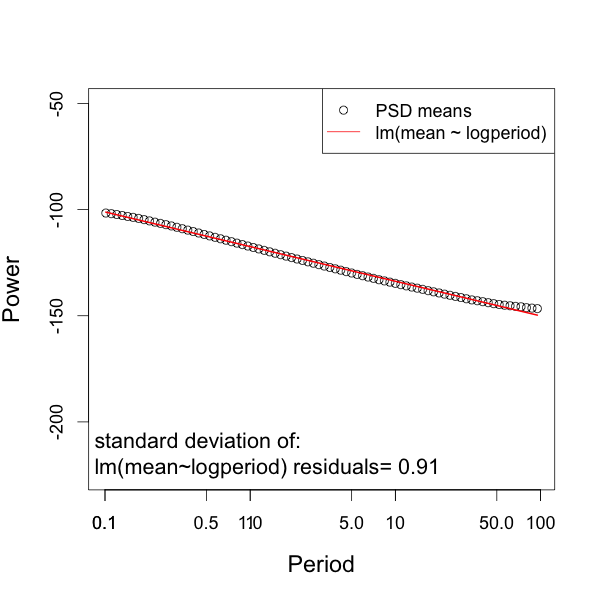 PSD means
lm(mean ~ logperiod)
-50
-100
-150
-200
Power
standard deviation of:
lm(mean~logperiod) residuals= 0.91
0.1 0.5 110 5.0 10 50.0 100
Period